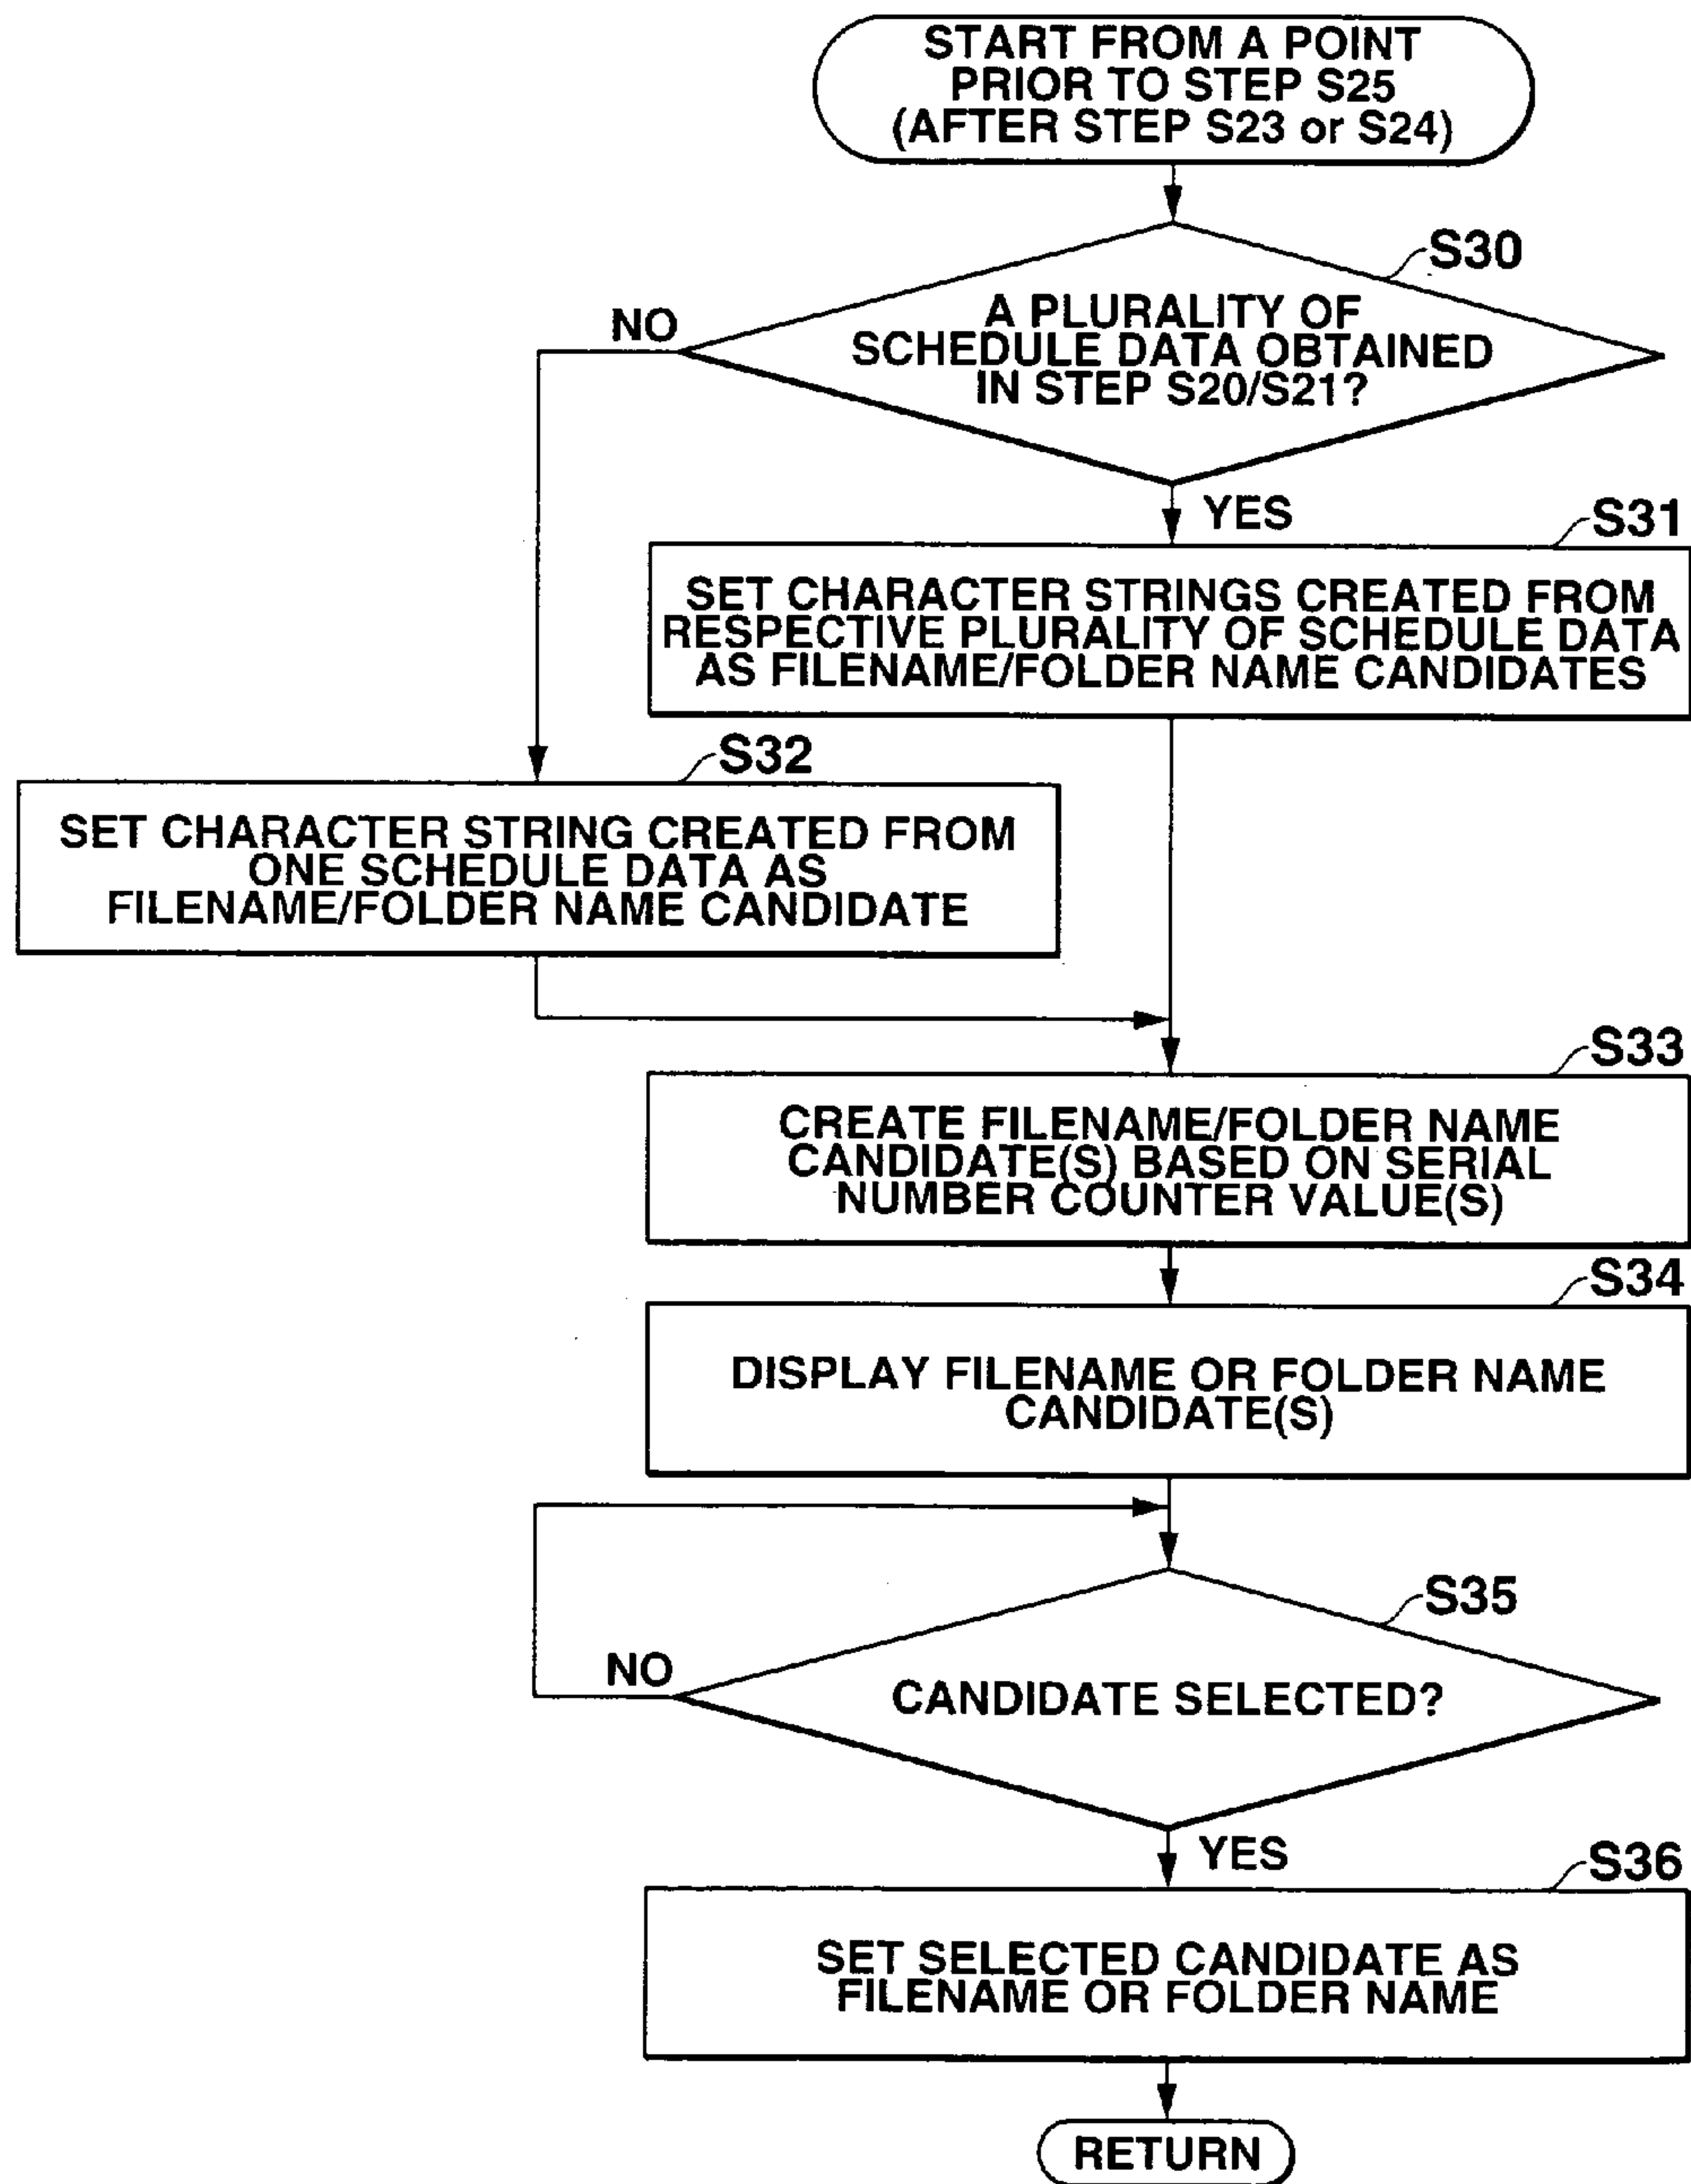 START FROM A POINT
PRIOR TO STEP S25
(AFTER STEP S23 or S24)
S30
NO
A PLURALITY OF
SCHEDULE DATA OBTAINED
IN STEP S20/S21?
YES
S31
SET CHARACTER STRINGS CREATED FROM
RESPECTIVE PLURALITY OF SCHEDULE DATA
AS FILENAME/FOLDER NAME CANDIDATES
S32
SET CHARACTER STRING CREATED FROM
ONE SCHEDULE DATA AS
FILENAME/FOLDER NAME CANDIDATE
S33
CREATE FILENAME/FOLDER NAME
CANDIDATE(S) BASED ON SERIAL
NUMBER COUNTER VALUE(S)
S34
DISPLAY FILENAME OR FOLDER NAME
CANDIDATE(S)
S35
NO
CANDIDATE SELECTED?
YES
S36
SET SELECTED CANDIDATE AS
FILENAME OR FOLDER NAME
RETURN